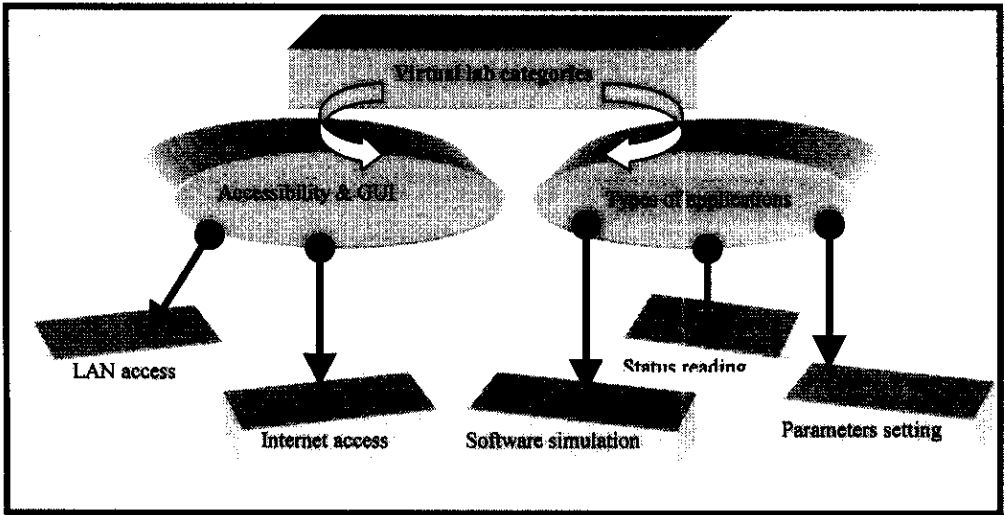 Virtual lab categories
Accessibility & GUI
Types of applications
LAN access
Status reading
Internet access
Software simulation
Parameters setting